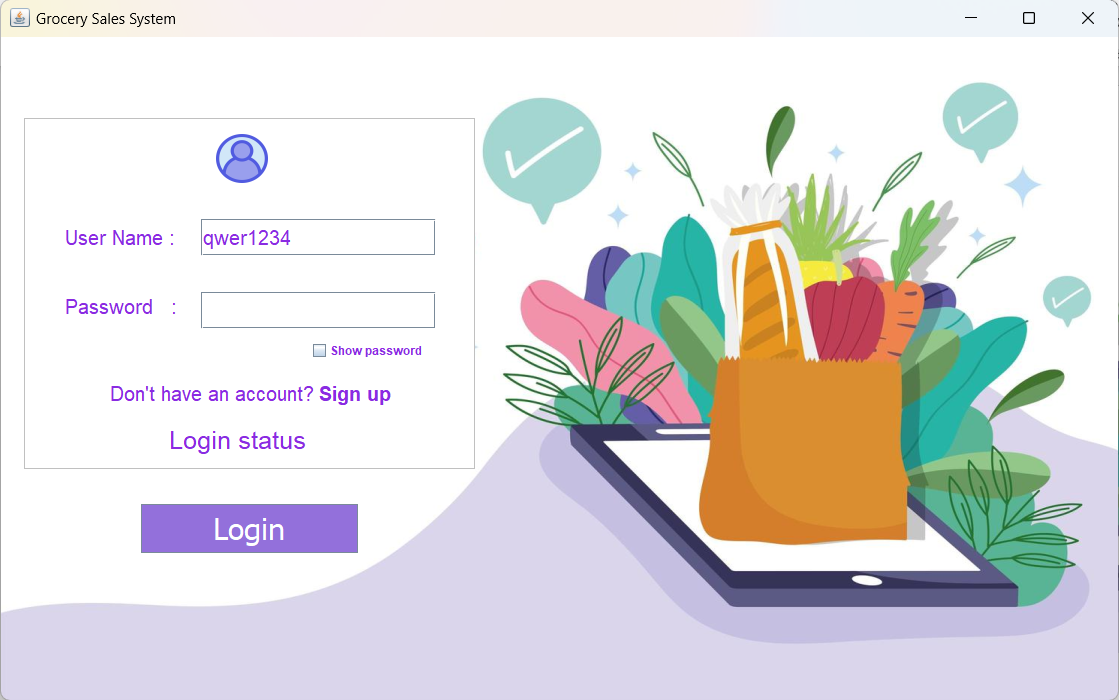 Grocery Sales System
User Name : qwer1234
Password :
Show password
Don't have an account? Sign up
Login status
Login